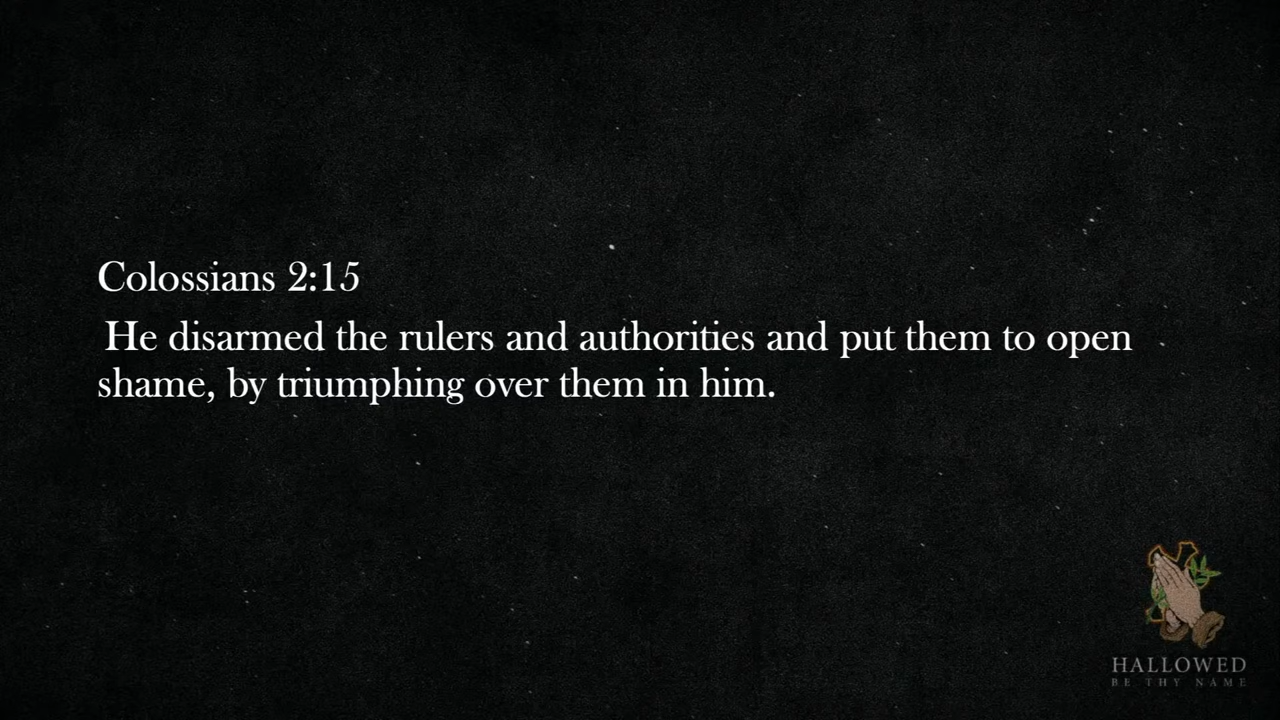 Colossians 2:15
He disarmed the rulers and authorities and put them to open
shame, by triumphing over them in him.
HALLOWED
BE THY NAME